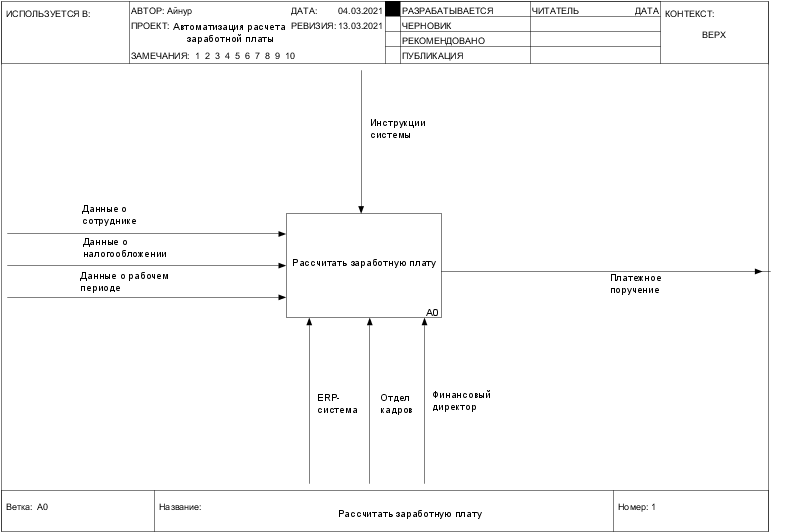 ИСПОЛЬЗУЕТСЯ В:
АВТОР: Айнур
ДАТА: 04.03.2021
РАЗРАБАТЫВАЕТСЯ
ЧИТАТЕЛЬ
ДАТА
КОНТЕКСТ:
ПРОЕКТ: Автоматизация расчета
заработной платы
РЕВИЗИЯ: 13.03.2021
ЧЕРНОВИК
ВЕРХ
РЕКОМЕНДОВАНО
ЗАМЕЧАНИЯ: 1 2 3 4 5 6 7 8 9 10
ПУБЛИКАЦИЯ
Инструкции
системы
Данные о
сотруднике
Данные о
налогообложении
Данные о рабочем
периоде
Рассчитать заработную плату
A0
Платежное
поручение
ERP-
система
Отдел
кадров
Финансовый
директор
Ветка: A0
Название:
Рассчитать заработную плату
Номер: 1